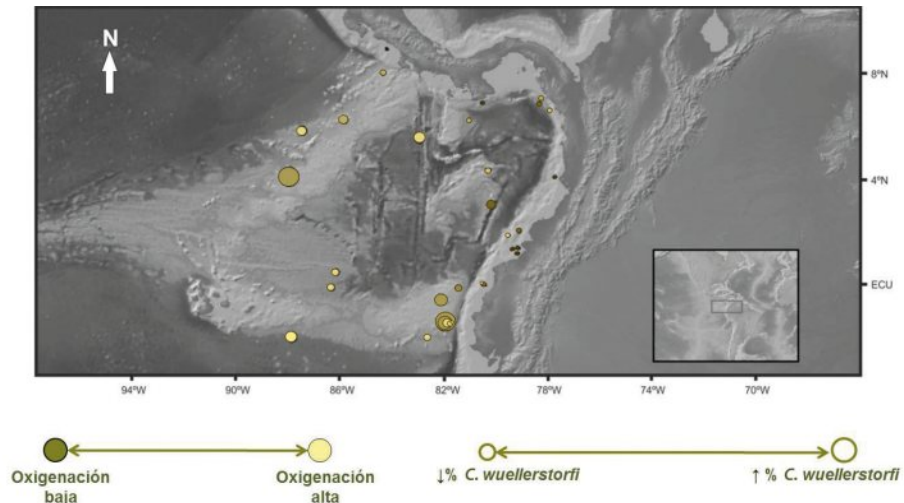 N
8ºN
4ºN
ECU
94ºW
90ºW
86ºW
82ºW
78ºW
74ºW
70ºW
Oxigenación baja
Oxigenación alta
↓% C. wuellerstorfi
↑ % C. wuellerstorfi